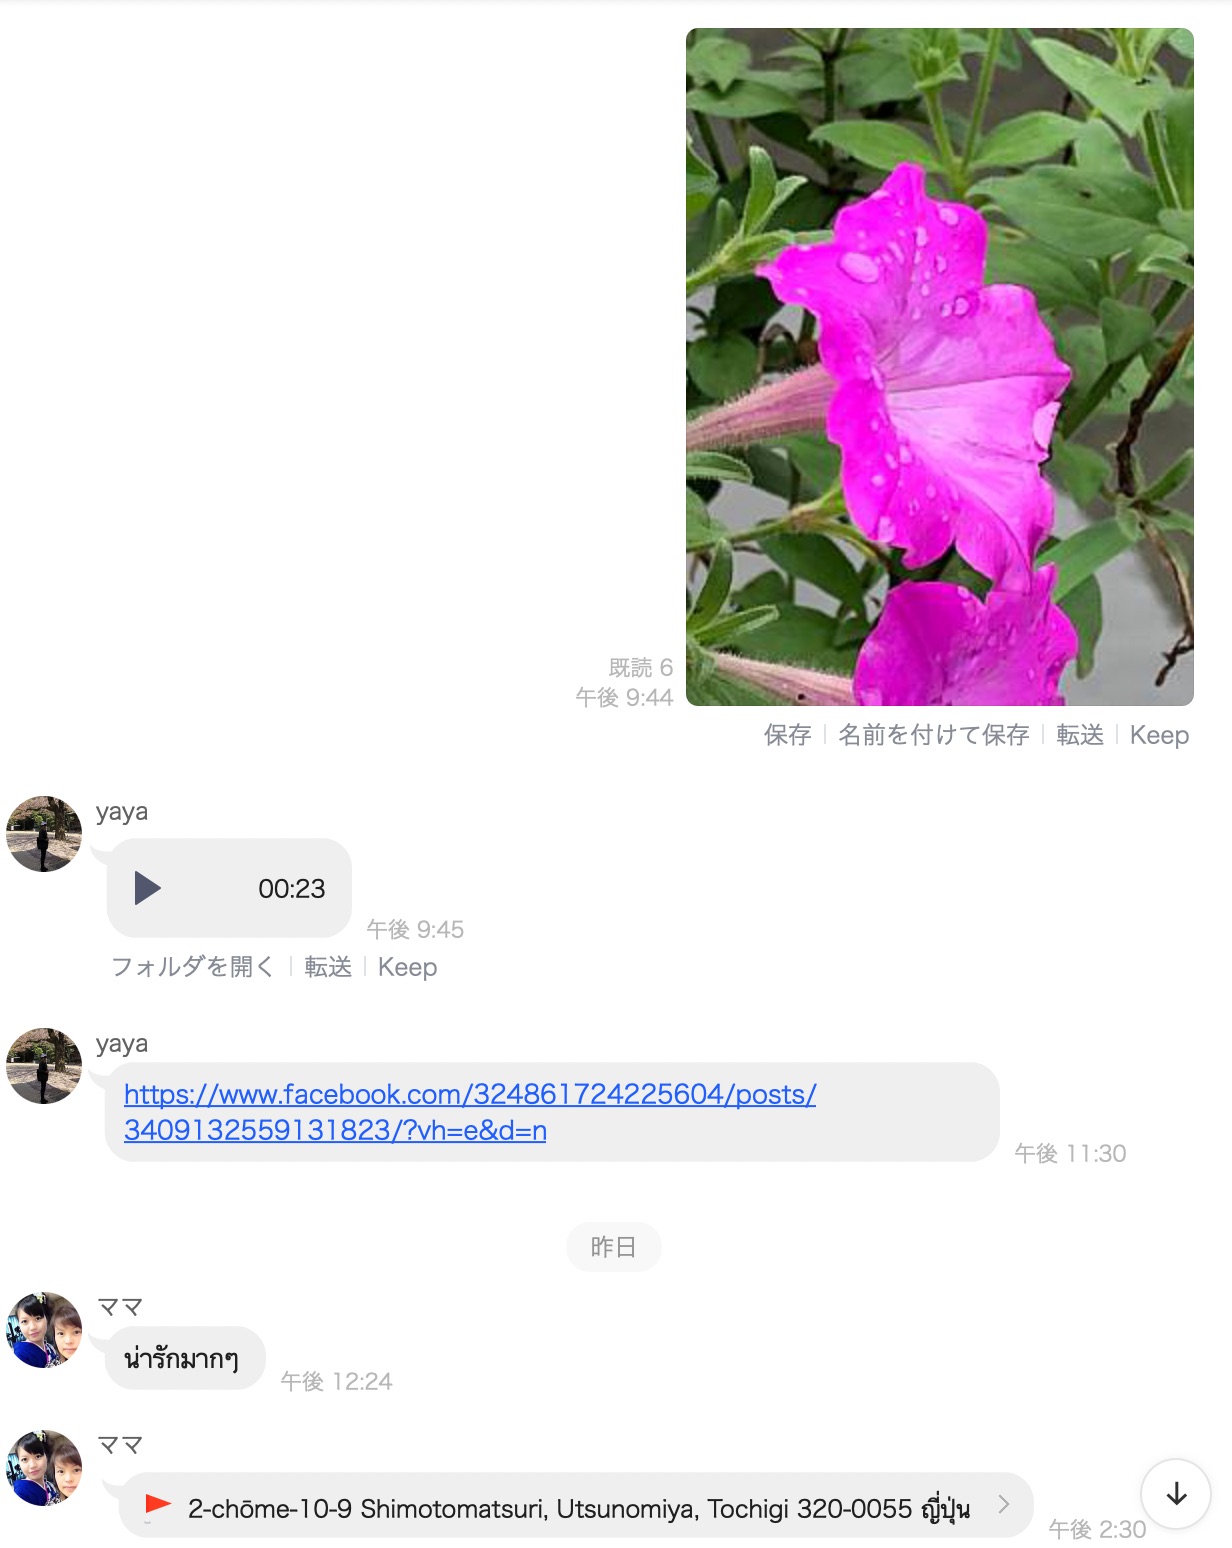 既読 6
午後 9:44
保存 名前を付けて保存 転送 Keep
yaya
00:23
午後 9:45
フォルダを開く 転送 Keep
yaya
https://www.facebook.com/324861724225604/posts/
3409132559131823/?vh=e&d=n
午後 11:30
昨日
ママ
น่ารักมากๆ
午後 12:24
ママ
2-chōme-10-9 Shimotomatsuri, Utsunomiya, Tochigi 320-0055 ญี่ปุ่น
午後 2:30